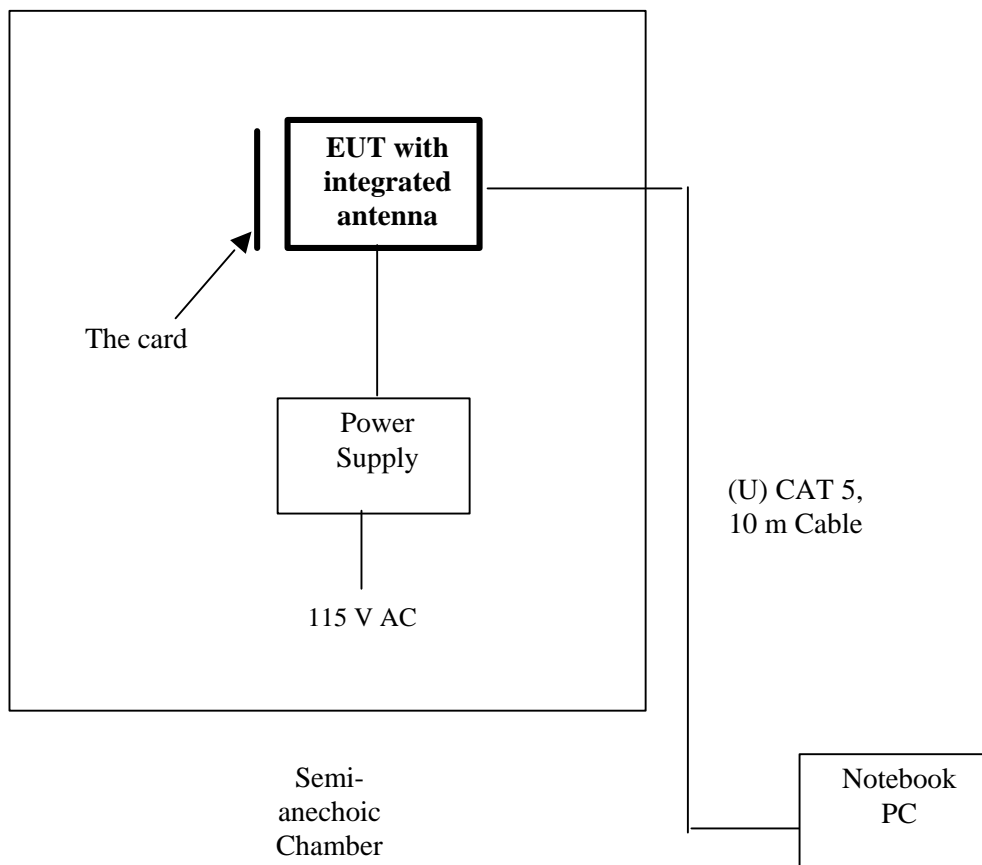 EUT with
integrated
antenna
The card
Power
Supply
(U) CAT 5,
10 m Cable
115 V AC
Semi-
anechoic
Chamber
Notebook
PC